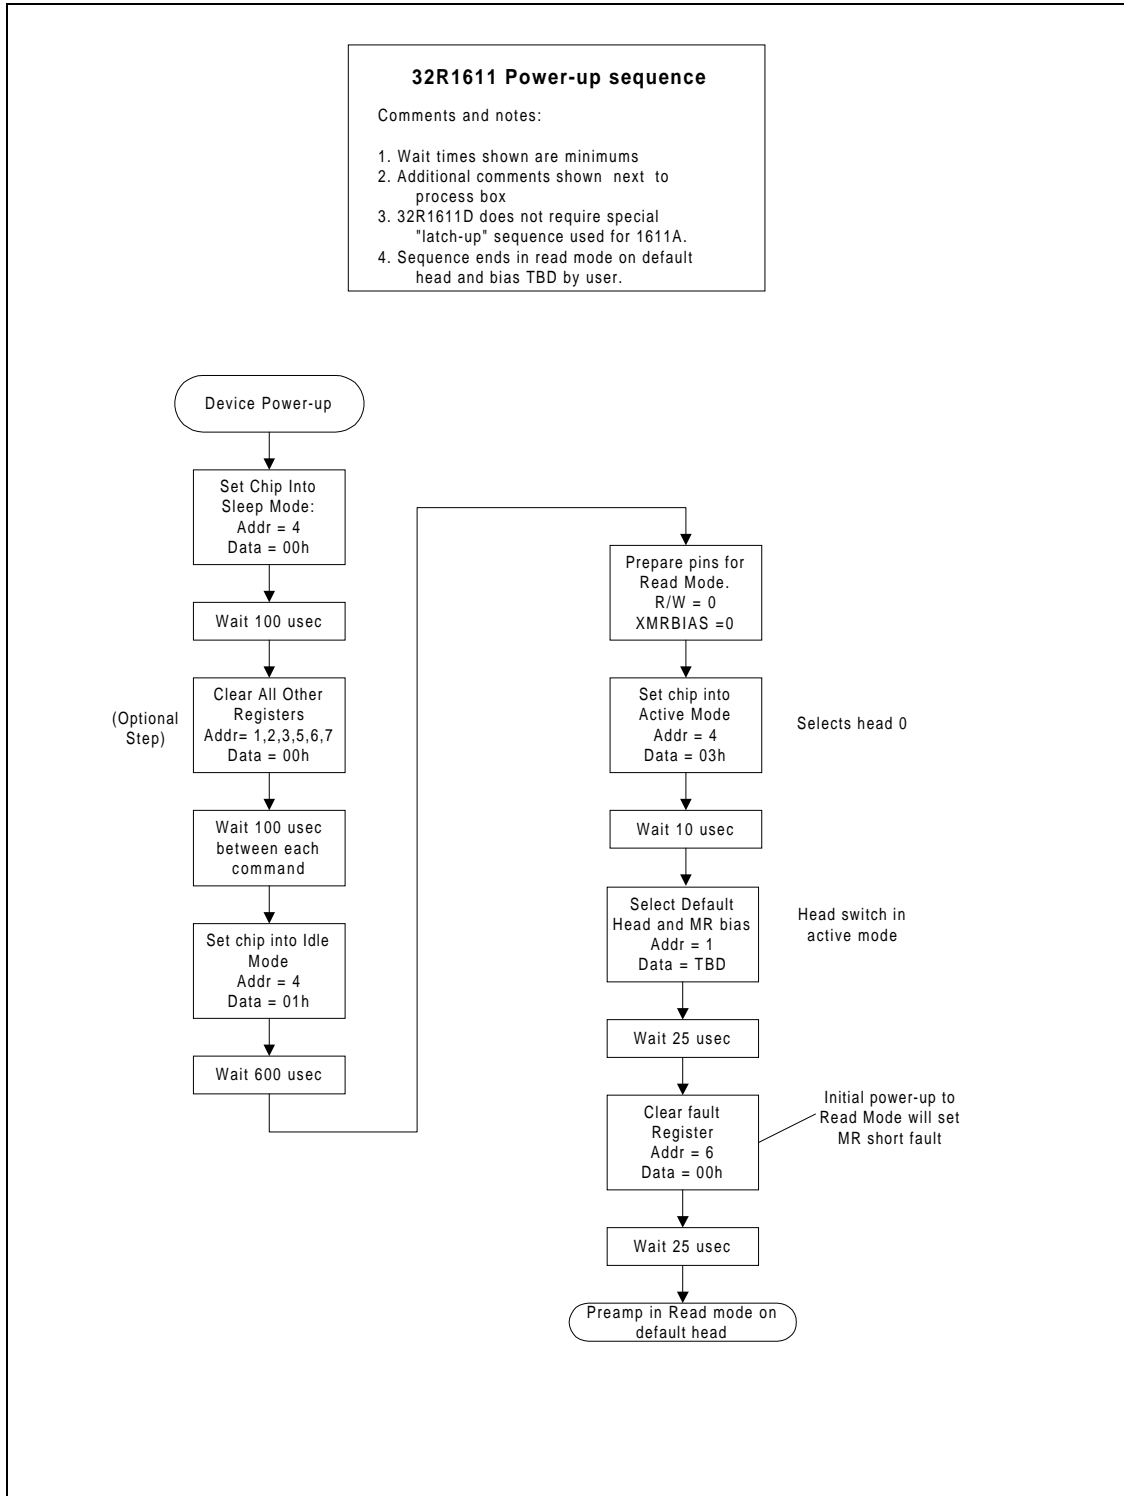 32R1611 Power-up sequence
Comments and notes:
1. Wait times shown are minimums
2. Additional comments shown next to
process box
3. 32R1611D does not require special
"latch-up" sequence used for 1611A.
4. Sequence ends in read mode on default
head and bias TBD by user.
Device Power-up
Set Chip Into
Sleep Mode:
Addr = 4
Data = 00h
Wait 100 usec
(Optional
Step)
Clear All Other
Registers
Addr= 1,2,3,5,6,7
Data = 00h
Wait 100 usec
between each
command
Set chip into Idle
Mode
Addr = 4
Data = 01h
Wait 600 usec
Prepare pins for
Read Mode.
R/W = 0
XMRBIAS =0
Set chip into
Active Mode
Addr = 4
Data = 03h
Selects head 0
Wait 10 usec
Select Default
Head and MR bias
Addr = 1
Data = TBD
Head switch in
active mode
Wait 25 usec
Clear fault
Register
Addr = 6
Data = 00h
Initial power-up to
Read Mode will set
MR short fault
Wait 25 usec
Preamp in Read mode on
default head